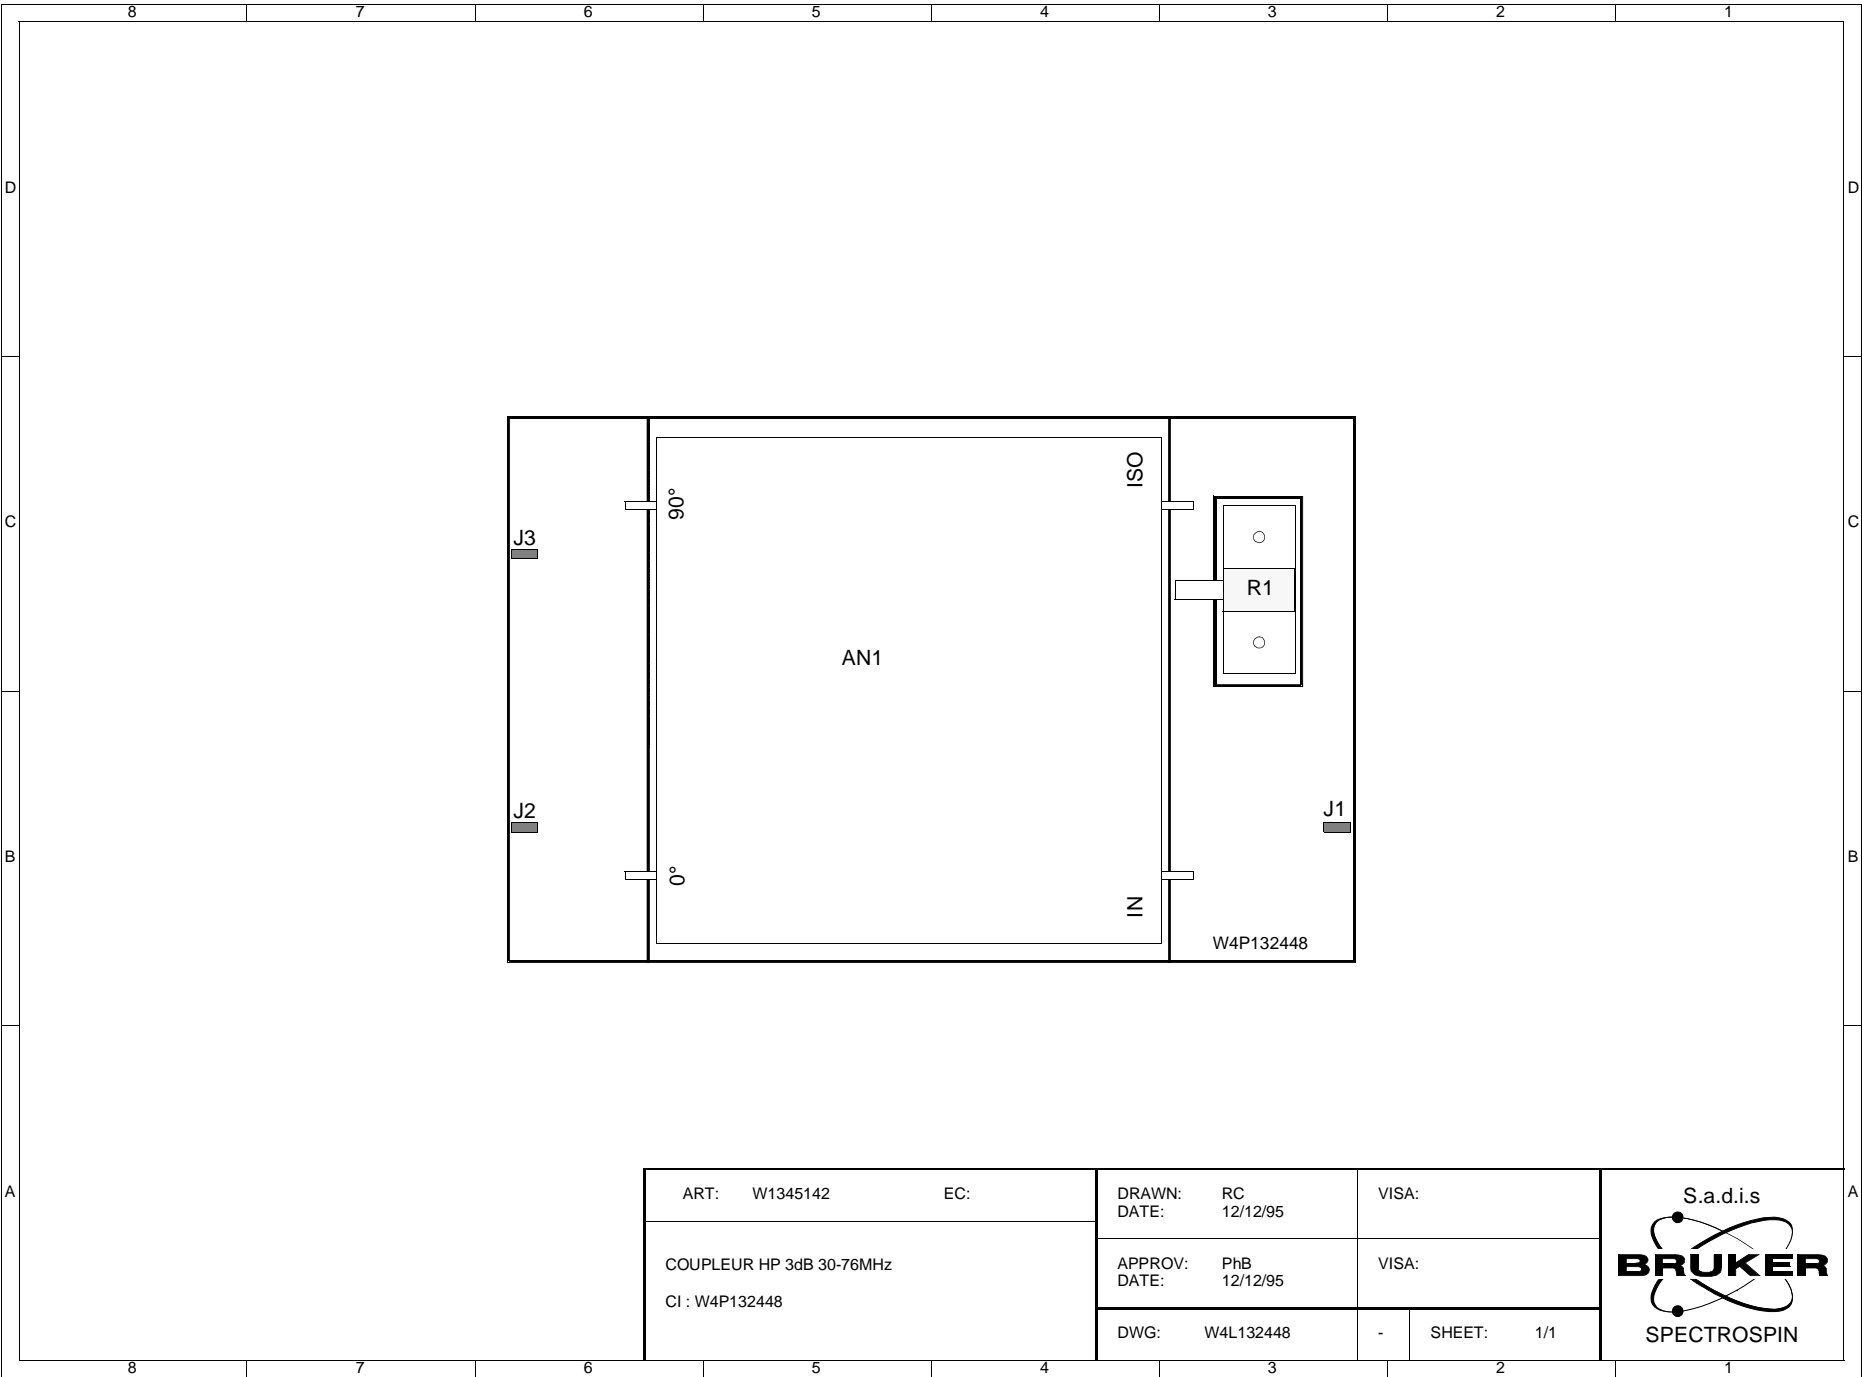 8 7 6 5 4 3 2 1
D D
C C
B B
A A
ISO
90°
J3
R1
AN1
J2
J1
0°
IN
W4P132448
ART: W1345142 EC:
COUPLEUR HP 3dB 30-76MHz
CI : W4P132448
DRAWN: RC
DATE: 12/12/95
VISA:
APPROV: PhB
DATE: 12/12/95
VISA:
DWG: W4L132448 - SHEET: 1/1
S.a.d.i.s
BRUKER
SPECTROSPIN
8 7 6 5 4 3 2 1